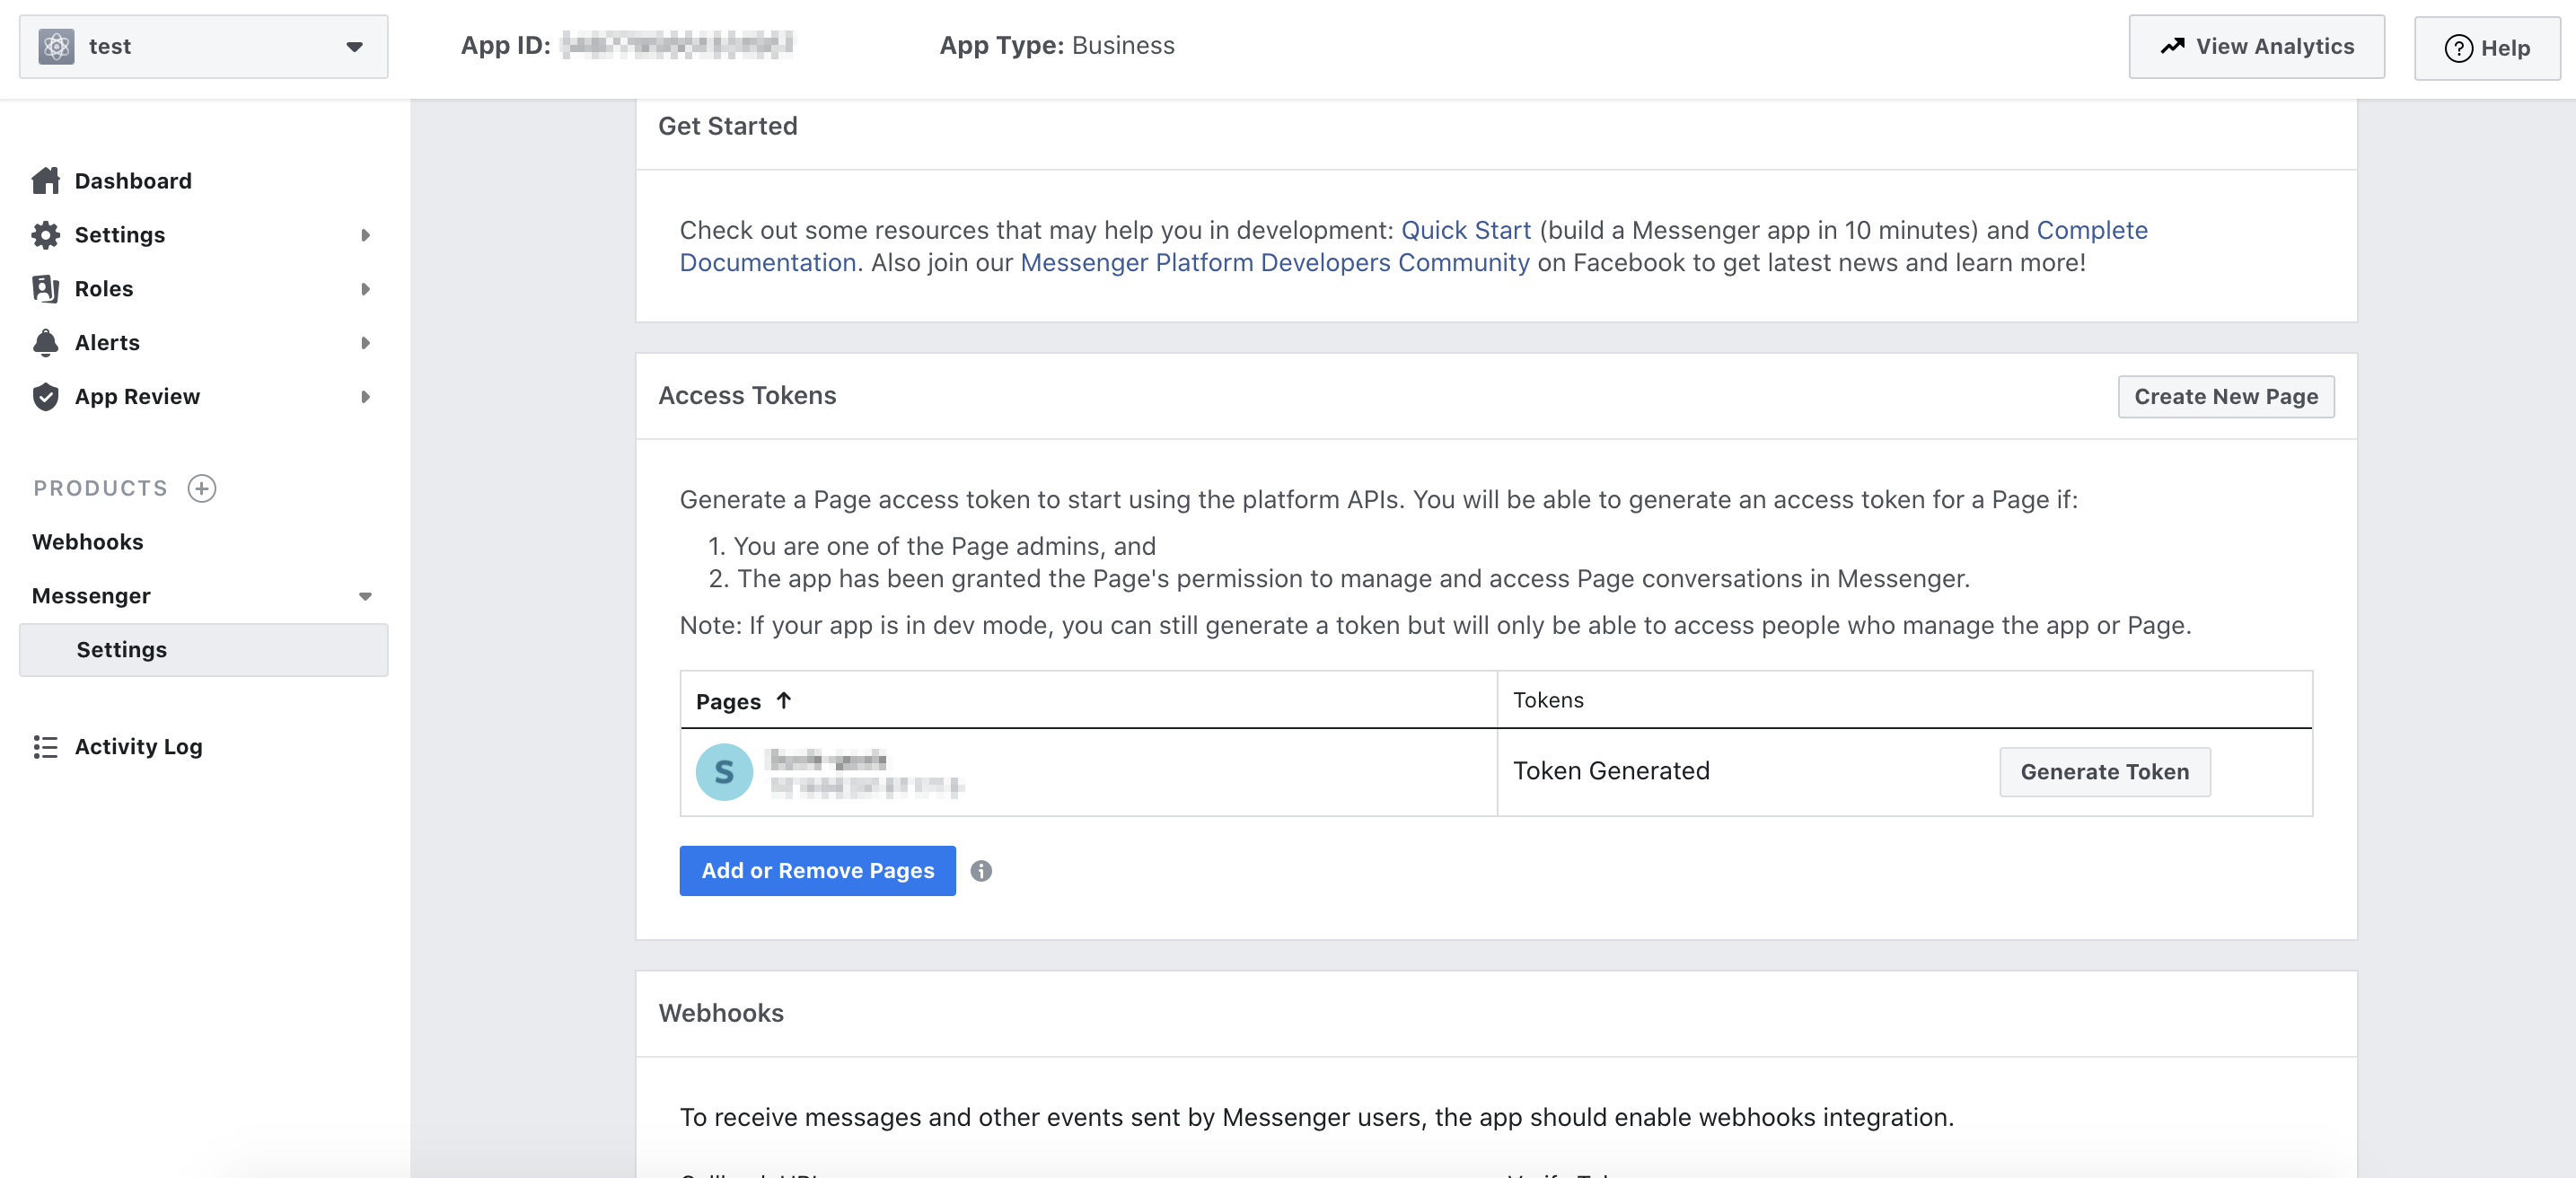 test
App ID:
App Type: Business
View Analytics
Help
Dashboard
Settings
Roles
Alerts
App Review
PRODUCTS
Webhooks
Messenger
Settings
Activity Log
Get Started
Check out some resources that may help you in development: Quick Start (build a Messenger app in 10 minutes) and Complete
Documentation. Also join our Messenger Platform Developers Community on Facebook to get latest news and learn more!
Access Tokens
Create New Page
Generate a Page access token to start using the platform APIs. You will be able to generate an access token for a Page if:
1. You are one of the Page admins, and
2. The app has been granted the Page's permission to manage and access Page conversations in Messenger.
Note: If your app is in dev mode, you can still generate a token but will only be able to access people who manage the app or Page.
Pages ↑
Tokens
S
Token Generated
Generate Token
Add or Remove Pages
Webhooks
To receive messages and other events sent by Messenger users, the app should enable webhooks integration.